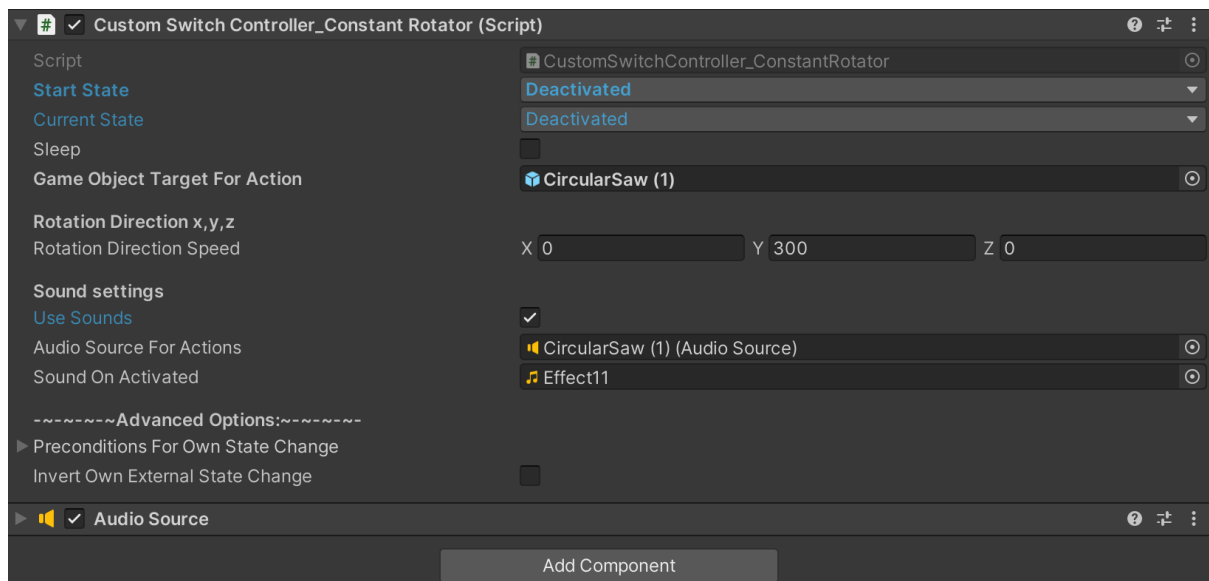 Custom Switch Controller_Constant Rotator (Script)
Script CustomSwitchController_ConstantRotator
Start State Deactivated
Current State Deactivated
Sleep
Game Object Target For Action CircularSaw (1)
Rotation Direction x,y,z
Rotation Direction Speed X 0 Y 300 Z 0
Sound settings
Use Sounds
Audio Source For Actions CircularSaw (1) (Audio Source)
Sound On Activated Effect11
-~-~-~-~Advanced Options:~-~-~-~-
Preconditions For Own State Change
Invert Own External State Change
Audio Source
Add Component